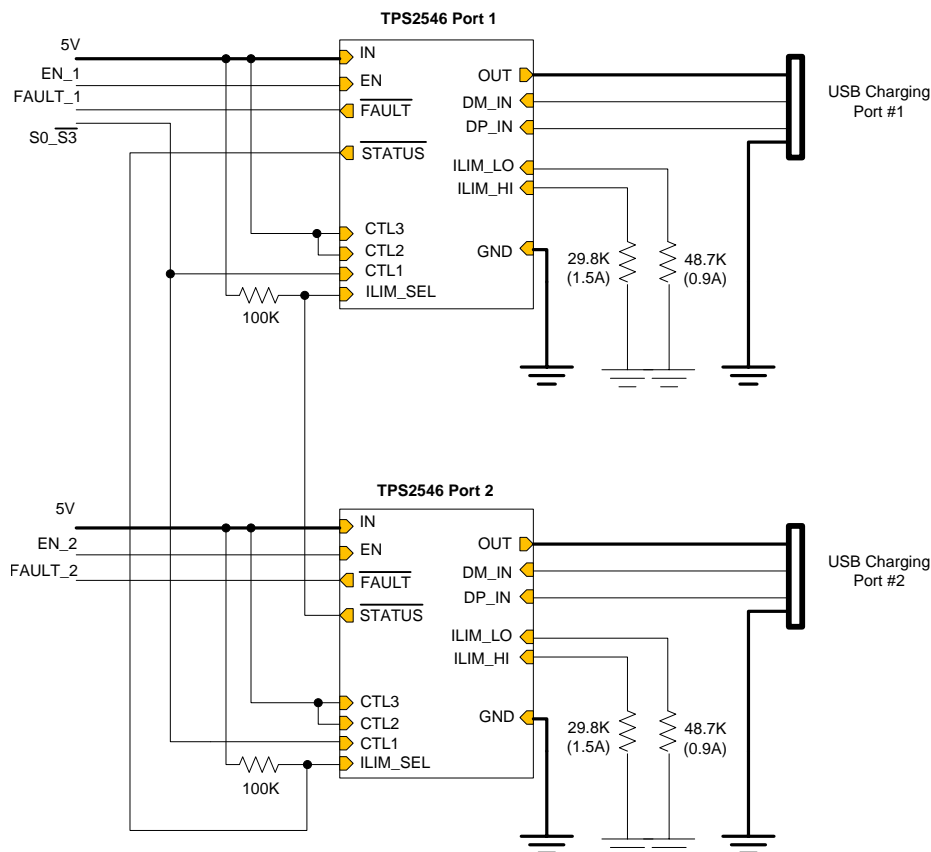 TPS2546 Port 1
5V
EN_1
FAULT_1
S0_S3
IN
EN
FAULT
STATUS
CTL3
CTL2
CTL1
ILIM_SEL
100K
OUT
DM_IN
DP_IN
ILIM_LO
ILIM_HI
GND
29.8K
(1.5A)
48.7K
(0.9A)
USB Charging
Port #1
TPS2546 Port 2
5V
EN_2
FAULT_2
IN
EN
FAULT
STATUS
CTL3
CTL2
CTL1
ILIM_SEL
100K
OUT
DM_IN
DP_IN
ILIM_LO
ILIM_HI
GND
29.8K
(1.5A)
48.7K
(0.9A)
USB Charging
Port #2